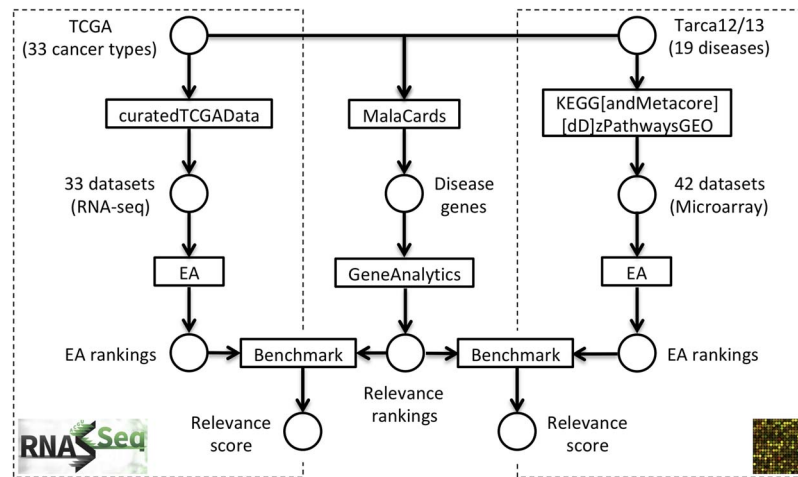 TCGA
(33 cancer types)
Tarca12/13
(19 diseases)
curatedTCGAData
MalaCards
KEGG[andMetacore]
[dD]zPathwaysGEO
33 datasets
(RNA-seq)
Disease
genes
42 datasets
(Microarray)
EA
GeneAnalytics
EA
EA rankings
Benchmark
Benchmark
EA rankings
Relevance
rankings
Relevance
score
Relevance
score
RNA Seq